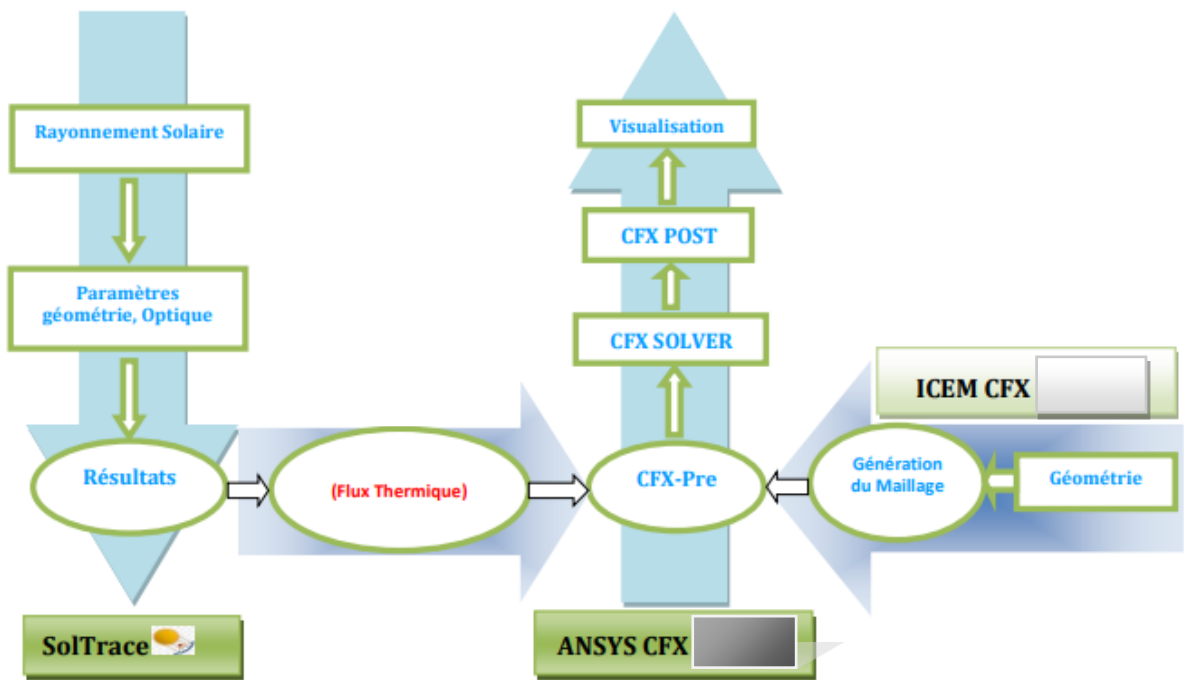 Rayonnement Solaire
Paramètres
géométrie, Optique
Résultats
SolTrace
(Flux Thermique)
Visualisation
CFX POST
CFX SOLVER
CFX-Pre
ANSYS CFX
ICEM CFX
Génération
du Maillage
Géométrie